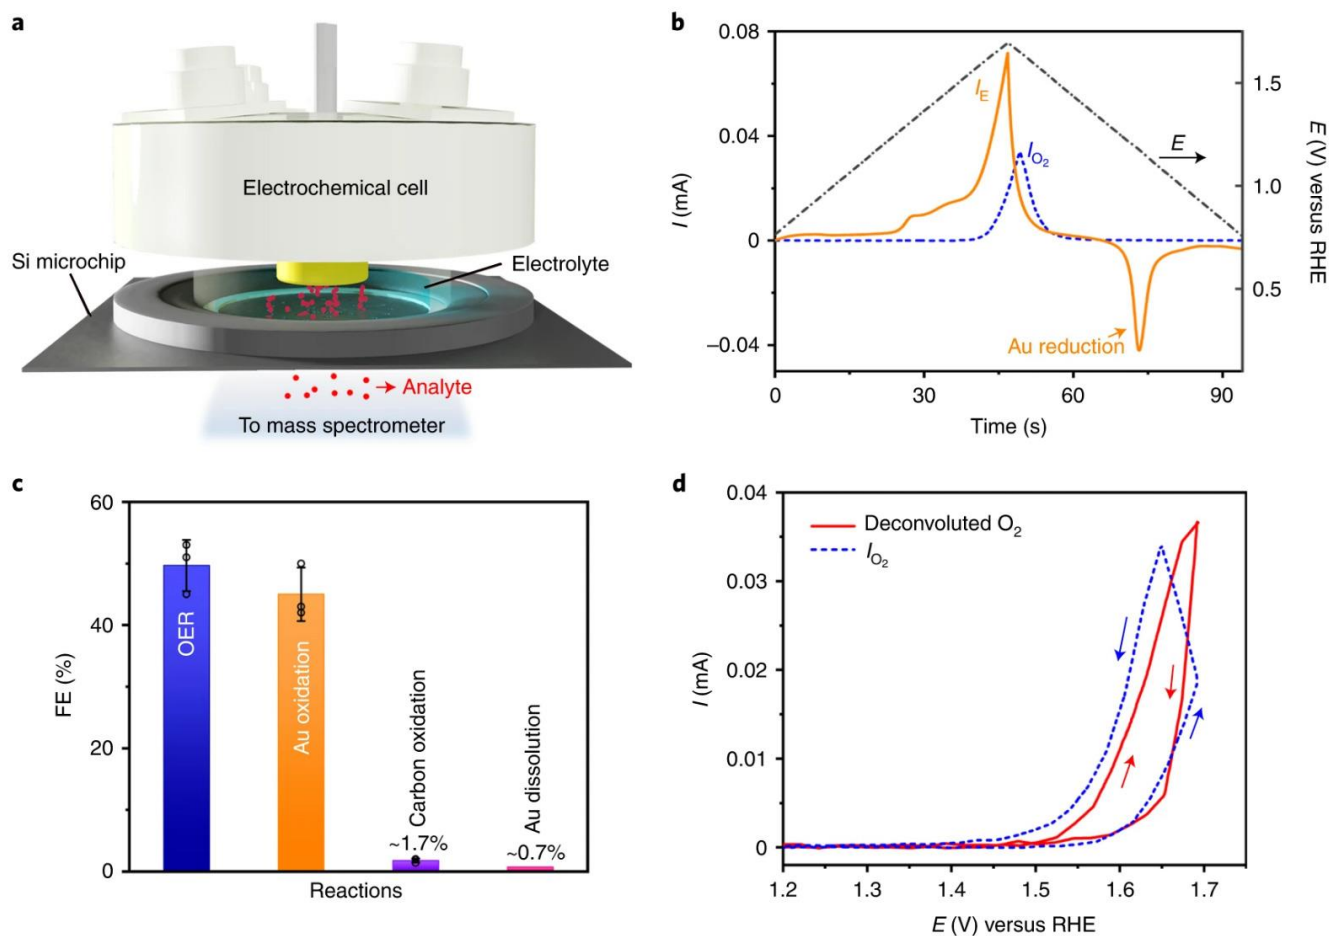 a
Electrochemical cell
Si microchip
Electrolyte
Analyte
To mass spectrometer
b
0.08
0.04
0
–0.04
I (mA)
I_E
I_O₂
E
Au reduction
1.5
1.0
0.5
E (V) versus RHE
0 30 60 90
Time (s)
c
60
40
20
0
FE (%)
OER
Au oxidation
Carbon oxidation
~1.7%
Au dissolution
~0.7%
Reactions
d
0.04
0.03
0.02
0.01
0
I (mA)
Deconvoluted O₂
I_O₂
1.2 1.3 1.4 1.5 1.6 1.7
E (V) versus RHE